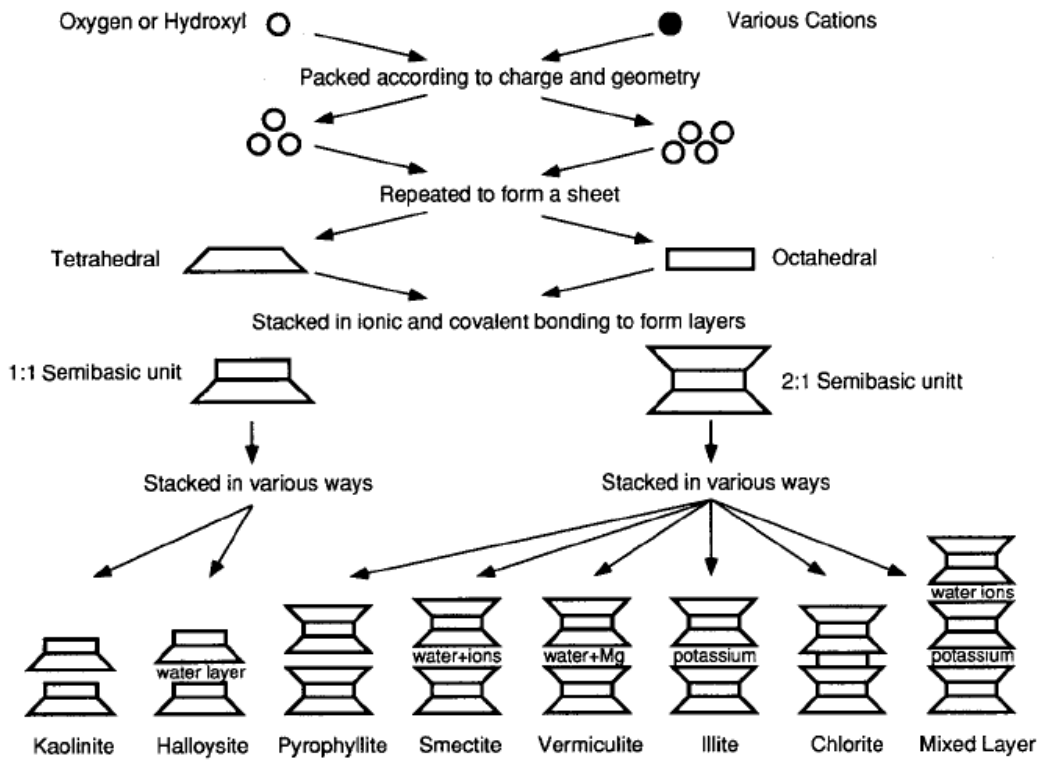 Oxygen or Hydroxyl
Various Cations
Packed according to charge and geometry
Repeated to form a sheet
Tetrahedral
Octahedral
Stacked in ionic and covalent bonding to form layers
1:1 Semibasic unit
2:1 Semibasic unitt
Stacked in various ways
Stacked in various ways
water ions
water+ions
water+Mg
potassium
potassium
water layer
Kaolinite
Halloysite
Pyrophyllite
Smectite
Vermiculite
Illite
Chlorite
Mixed Layer